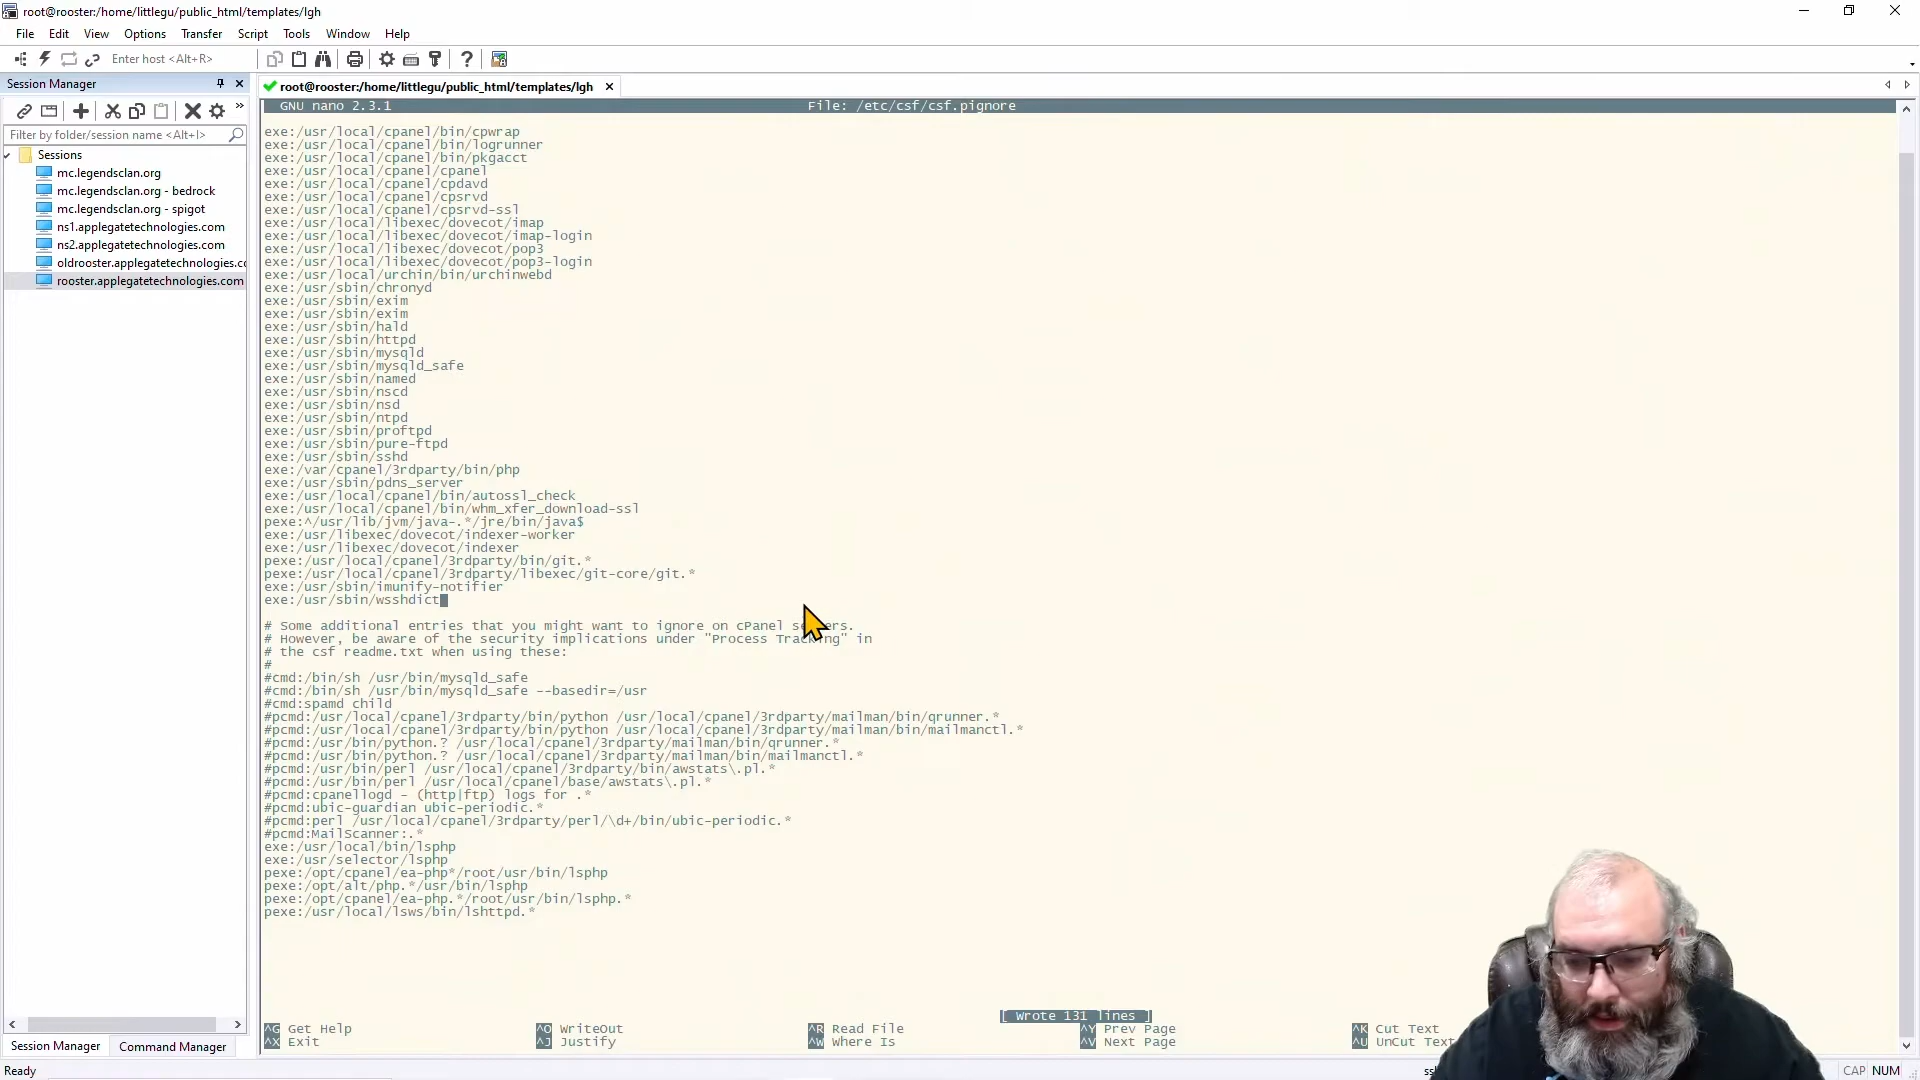 root@rooster:/home/littlegu/public_html/templates/lgh
File Edit View Options Transfer Script Tools Window Help
Enter host <Alt+R>
Session Manager
root@rooster:/home/littlegu/public_html/templates/lgh
Filter by folder/session name <Alt+I>
Sessions
mc.legendsclan.org
mc.legendsclan.org - bedrock
mc.legendsclan.org - spigot
ns1.applegatetechnologies.com
ns2.applegatetechnologies.com
oldrooster.applegatetechnologies.co
rooster.applegatetechnologies.com
GNU nano 2.3.1 File: /etc/csf/csf.pignore
exe:/usr/local/cpanel/bin/cpwrap
exe:/usr/local/cpanel/bin/logrunner
exe:/usr/local/cpanel/bin/pkgacct
exe:/usr/local/cpanel/cpanel
exe:/usr/local/cpanel/cpdavd
exe:/usr/local/cpanel/cpsrvd
exe:/usr/local/cpanel/cpsrvd-ssl
exe:/usr/local/libexec/dovecot/imap
exe:/usr/local/libexec/dovecot/imap-login
exe:/usr/local/libexec/dovecot/pop3
exe:/usr/local/libexec/dovecot/pop3-login
exe:/usr/local/urchin/bin/urchinwebd
exe:/usr/sbin/chronyd
exe:/usr/sbin/exim
exe:/usr/sbin/exim
exe:/usr/sbin/hald
exe:/usr/sbin/httpd
exe:/usr/sbin/mysqld
exe:/usr/sbin/mysqld_safe
exe:/usr/sbin/named
exe:/usr/sbin/nscd
exe:/usr/sbin/nsd
exe:/usr/sbin/ntpd
exe:/usr/sbin/proftpd
exe:/usr/sbin/pure-ftpd
exe:/usr/sbin/sshd
exe:/var/cpanel/3rdparty/bin/php
exe:/usr/sbin/pdns_server
exe:/usr/local/cpanel/bin/autossl_check
exe:/usr/local/cpanel/bin/whm_xfer_download-ssl
pexe:^/usr/lib/jvm/java-.*/jre/bin/java$
exe:/usr/libexec/dovecot/indexer-worker
exe:/usr/libexec/dovecot/indexer
pexe:/usr/local/cpanel/3rdparty/bin/git.*
pexe:/usr/local/cpanel/3rdparty/libexec/git-core/git.*
exe:/usr/sbin/imunify-notifier
exe:/usr/sbin/wsshdict
# Some additional entries that you might want to ignore on cPanel servers.
# However, be aware of the security implications under "Process Tracking" in
# the csf readme.txt when using these:
#
#cmd:/bin/sh /usr/bin/mysqld_safe
#cmd:/bin/sh /usr/bin/mysqld_safe --basedir=/usr
#cmd:spamd child
#pcmd:/usr/local/cpanel/3rdparty/bin/python /usr/local/cpanel/3rdparty/mailman/bin/qrunner.*
#pcmd:/usr/local/cpanel/3rdparty/bin/python /usr/local/cpanel/3rdparty/mailman/bin/mailmanctl.*
#pcmd:/usr/bin/python.? /usr/local/cpanel/3rdparty/mailman/bin/qrunner.*
#pcmd:/usr/bin/python.? /usr/local/cpanel/3rdparty/mailman/bin/mailmanctl.*
#pcmd:/usr/bin/perl /usr/local/cpanel/3rdparty/bin/awstats\.pl.*
#pcmd:/usr/bin/perl /usr/local/cpanel/base/awstats\.pl.*
#pcmd:cpanellogd - (http|ftp) logs for .*
#pcmd:ubic-guardian ubic-periodic.*
#pcmd:perl /usr/local/cpanel/3rdparty/perl/\d+/bin/ubic-periodic.*
#pcmd:MailScanner:.*
exe:/usr/local/bin/lsphp
exe:/usr/selector/lsphp
pexe:/opt/cpanel/ea-php*/root/usr/bin/lsphp
pexe:/opt/alt/php.*/usr/bin/lsphp
pexe:/opt/cpanel/ea-php.*/root/usr/bin/lsphp.*
pexe:/usr/local/lsws/bin/lshttpd.*
[ Wrote 131 lines ]
^G Get Help ^O WriteOut ^R Read File ^Y Prev Page ^K Cut Text
^X Exit ^J Justify ^W Where Is ^V Next Page ^U UnCut Text
Session Manager Command Manager
Ready CAP NUM